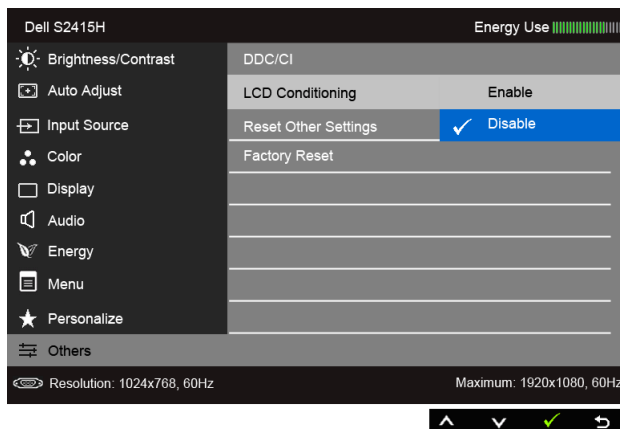 Dell S2415H Energy Use
Brightness/Contrast DDC/CI
Auto Adjust LCD Conditioning Enable
Input Source Reset Other Settings Disable
Color Factory Reset
Display
Audio
Energy
Menu
Personalize
Others
Resolution: 1024x768, 60Hz Maximum: 1920x1080, 60Hz